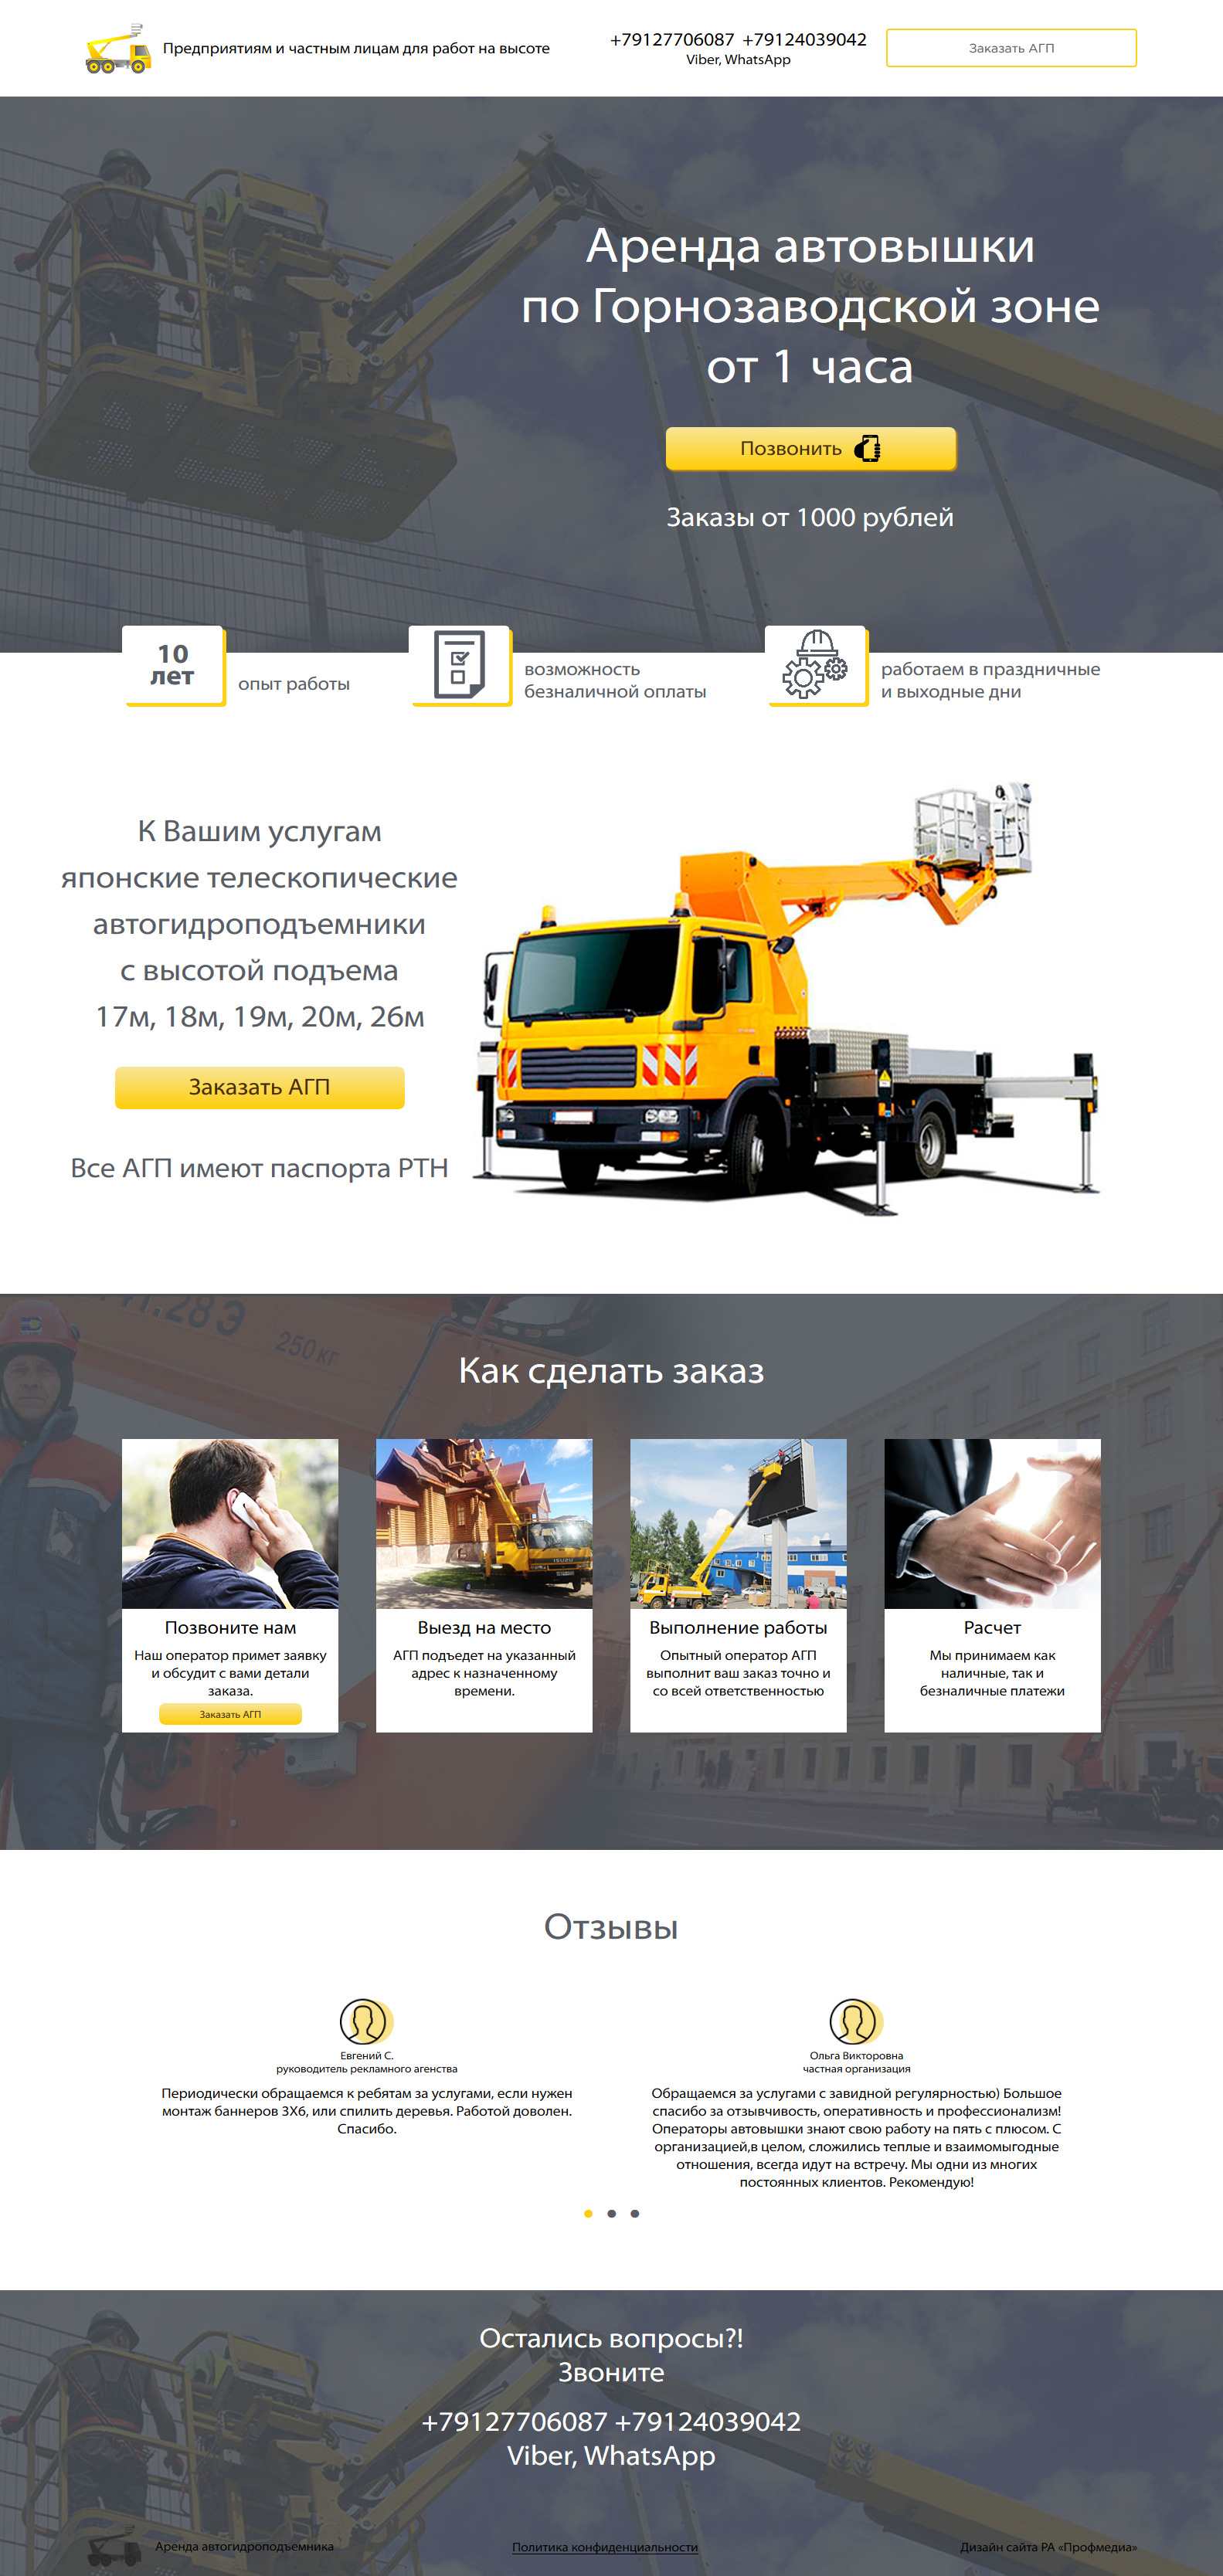 Предприятиям и частным лицам для работ на высоте
+79127706087 +79124039042
Viber, WhatsApp
Заказать АГП
Аренда автовышки
по Горнозаводской зоне
от 1 часа
Позвонить
Заказы от 1000 рублей
10
лет
опыт работы
возможность
безналичной оплаты
работаем в праздничные
и выходные дни
К Вашим услугам
японские телескопические
автогидроподъемники
с высотой подъема
17м, 18м, 19м, 20м, 26м
Заказать АГП
Все АГП имеют паспорта РТН
.28Э
250 кг
Как сделать заказ
Позвоните нам
Наш оператор примет заявку
и обсудит с вами детали
заказа.
Заказать АГП
Выезд на место
АГП подъедет на указанный
адрес к назначенному
времени.
Выполнение работы
Опытный оператор АГП
выполнит ваш заказ точно и
со всей ответственностью
Расчет
Мы принимаем как
наличные, так и
безналичные платежи
Отзывы
Евгений С.
руководитель рекламного агенства
Периодически обращаемся к ребятам за услугами, если нужен
монтаж баннеров 3Х6, или спилить деревья. Работой доволен.
Спасибо.
Ольга Викторовна
частная организация
Обращаемся за услугами с завидной регулярностью) Большое
спасибо за отзывчивость, оперативность и профессионализм!
Операторы автовышки знают свою работу на пять с плюсом. С
организацией,в целом, сложились теплые и взаимомыгодные
отношения, всегда идут на встречу. Мы одни из многих
постоянных клиентов. Рекомендую!
Остались вопросы?!
Звоните
+79127706087 +79124039042
Viber, WhatsApp
Аренда автогидроподъемника
Политика конфиденциальности
Дизайн сайта РА «Профмедиа»